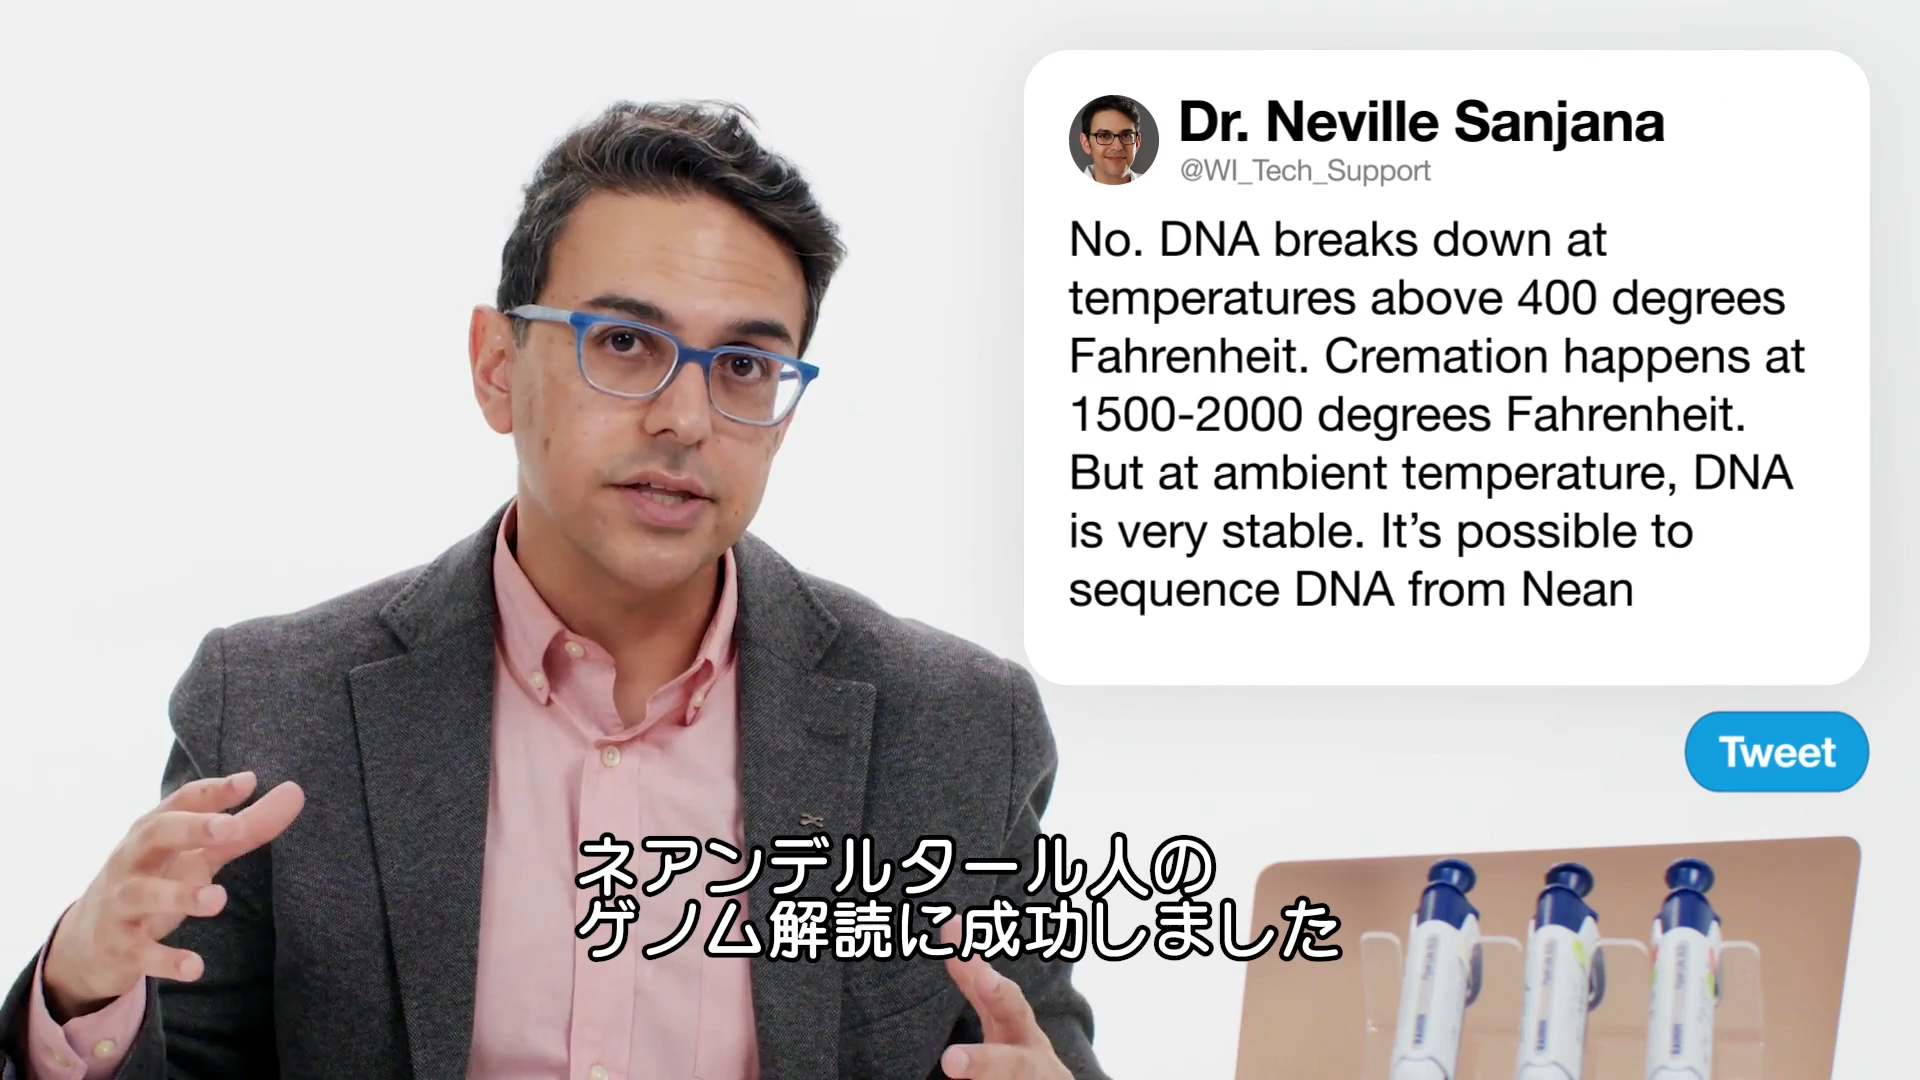 Dr. Neville Sanjana
@WI_Tech_Support
No. DNA breaks down at
temperatures above 400 degrees
Fahrenheit. Cremation happens at
1500-2000 degrees Fahrenheit.
But at ambient temperature, DNA
is very stable. It’s possible to
sequence DNA from Nean
Tweet
ネアンデルタール人の
ゲノム解読に成功しました